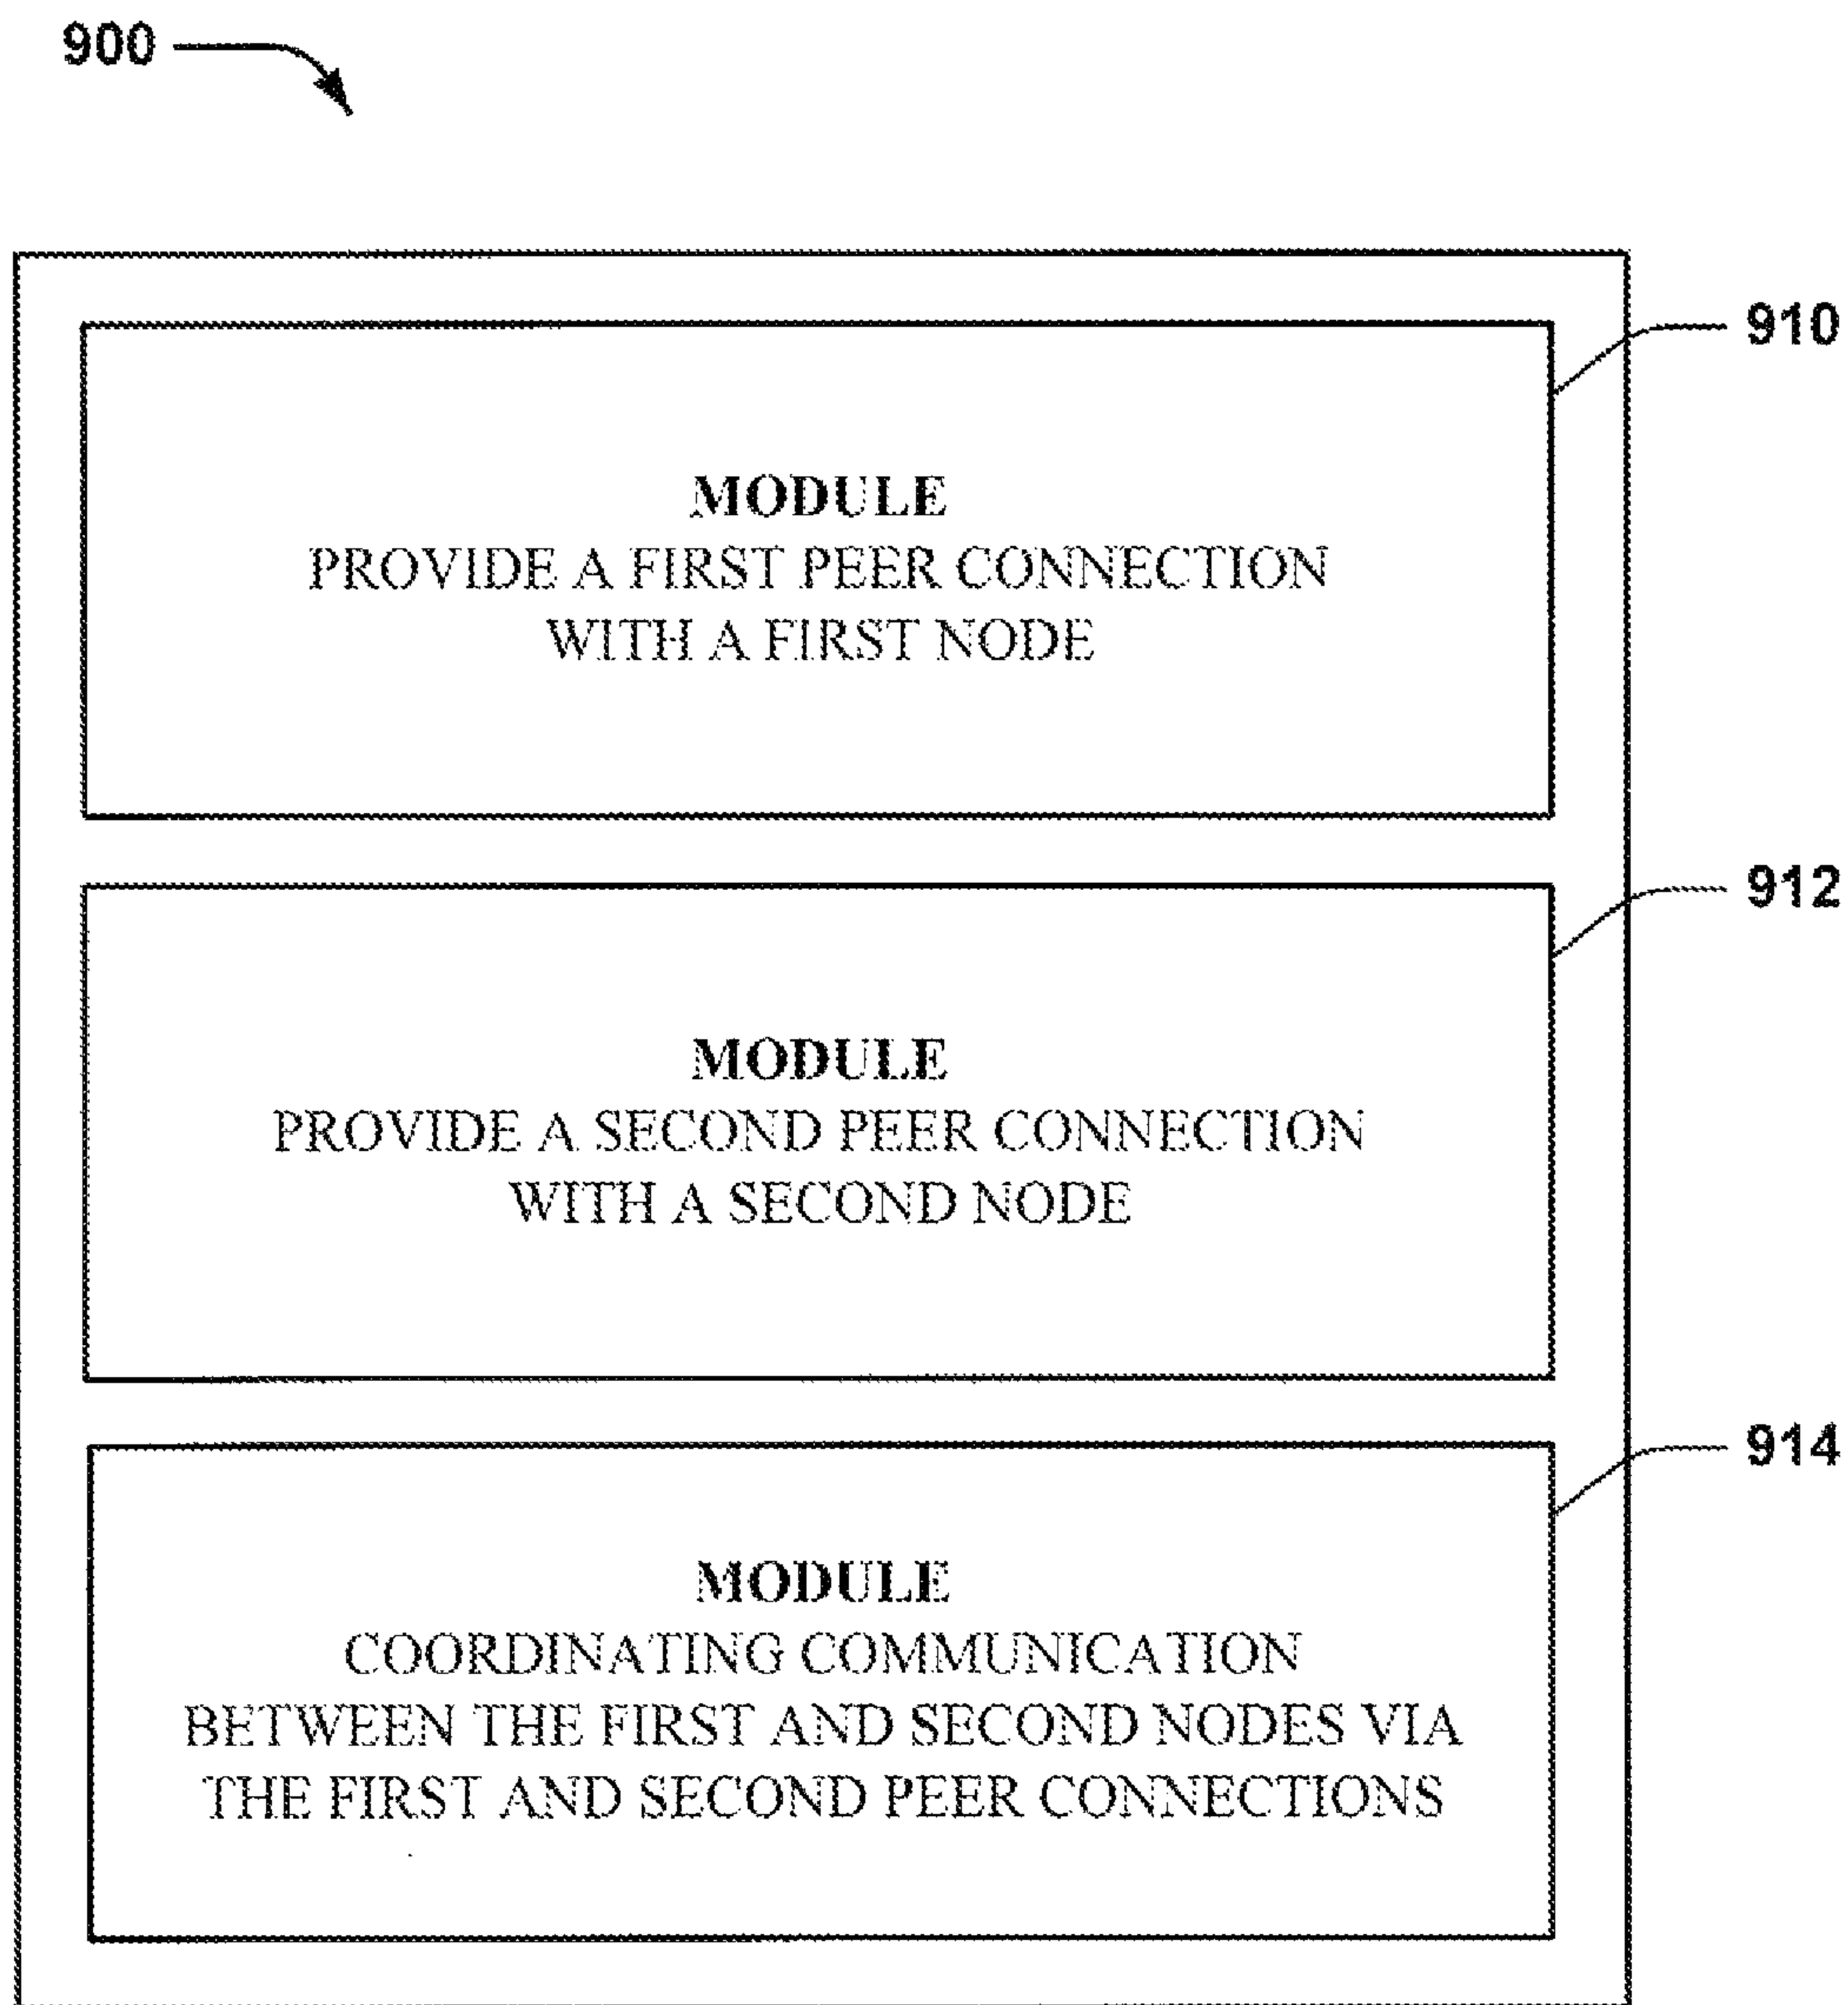 900
910
MODULE
PROVIDE A FIRST PEER CONNECTION
WITH A FIRST NODE
912
MODULE
PROVIDE A SECOND PEER CONNECTION
WITH A SECOND NODE
914
MODULE
COORDINATING COMMUNICATION
BETWEEN THE FIRST AND SECOND NODES VIA
THE FIRST AND SECOND PEER CONNECTIONS